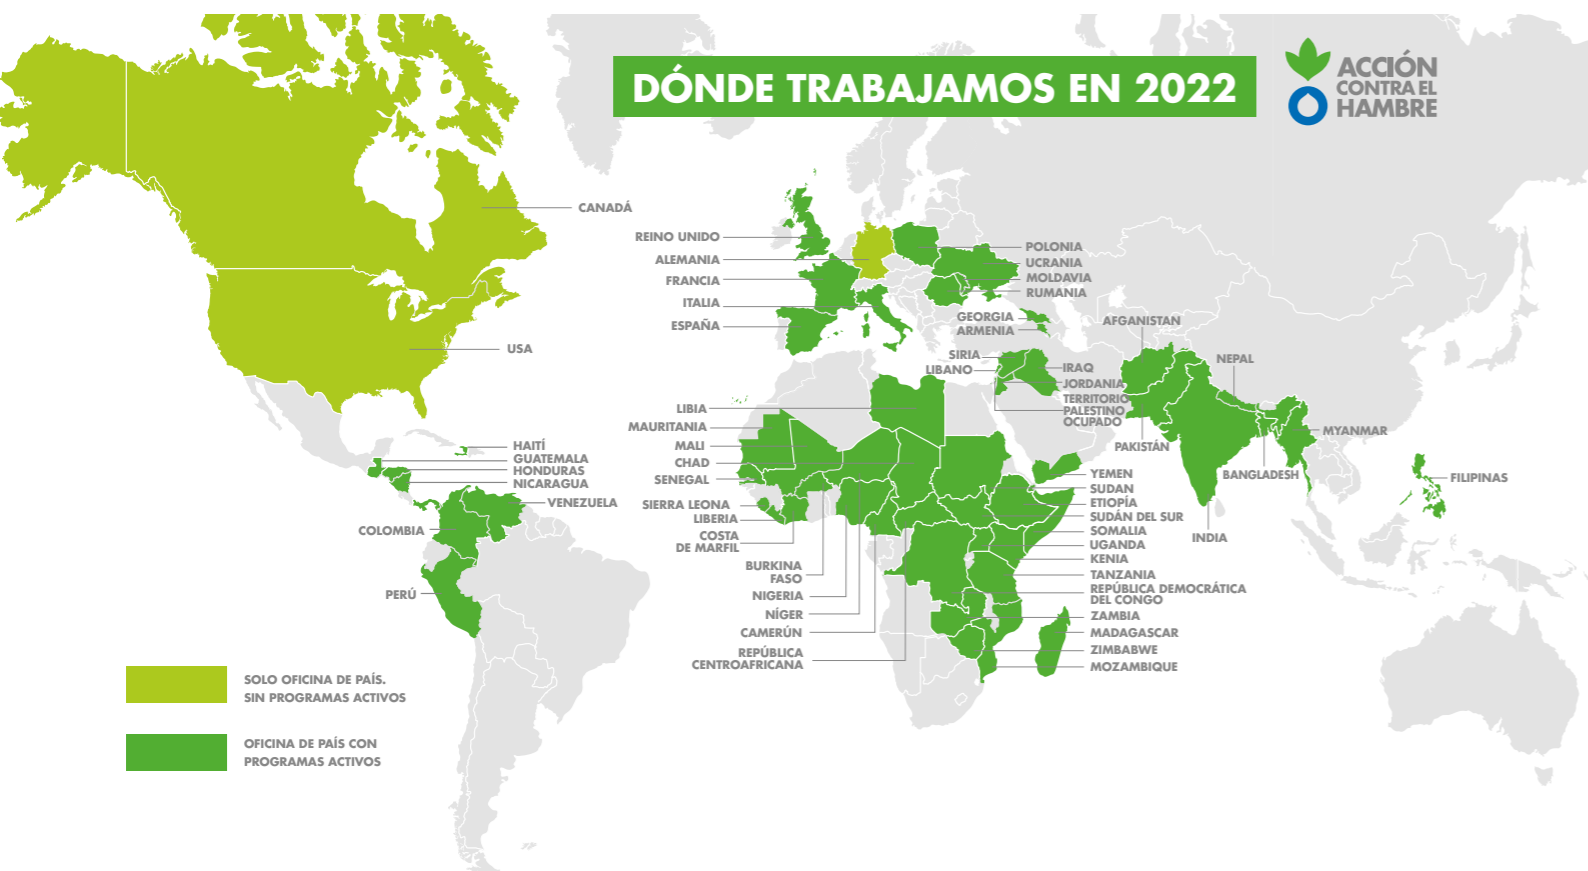 DÓNDE TRABAJAMOS EN 2022
ACCIÓN
CONTRA EL
HAMBRE
CANADÁ
USA
HAITÍ
GUATEMALA
HONDURAS
NICARAGUA
VENEZUELA
COLOMBIA
PERÚ
REINO UNIDO
ALEMANIA
FRANCIA
ITALIA
ESPAÑA
POLONIA
UCRANIA
MOLDAVIA
RUMANIA
GEORGIA
ARMENIA
SIRIA
LIBANO
IRAQ
JORDANIA
TERRITORIO
PALESTINO
OCUPADO
AFGANISTAN
NEPAL
PAKISTÁN
BANGLADESH
MYANMAR
INDIA
FILIPINAS
LIBIA
MAURITANIA
MALI
CHAD
SENEGAL
SIERRA LEONA
LIBERIA
COSTA
DE MARFIL
BURKINA
FASO
NIGERIA
NÍGER
CAMERÚN
REPÚBLICA
CENTROAFRICANA
YEMEN
SUDAN
ETIOPÍA
SUDÁN DEL SUR
SOMALIA
UGANDA
KENIA
TANZANIA
REPÚBLICA DEMOCRÁTICA
DEL CONGO
ZAMBIA
MADAGASCAR
ZIMBABWE
MOZAMBIQUE
SOLO OFICINA DE PAÍS.
SIN PROGRAMAS ACTIVOS
OFICINA DE PAÍS CON
PROGRAMAS ACTIVOS